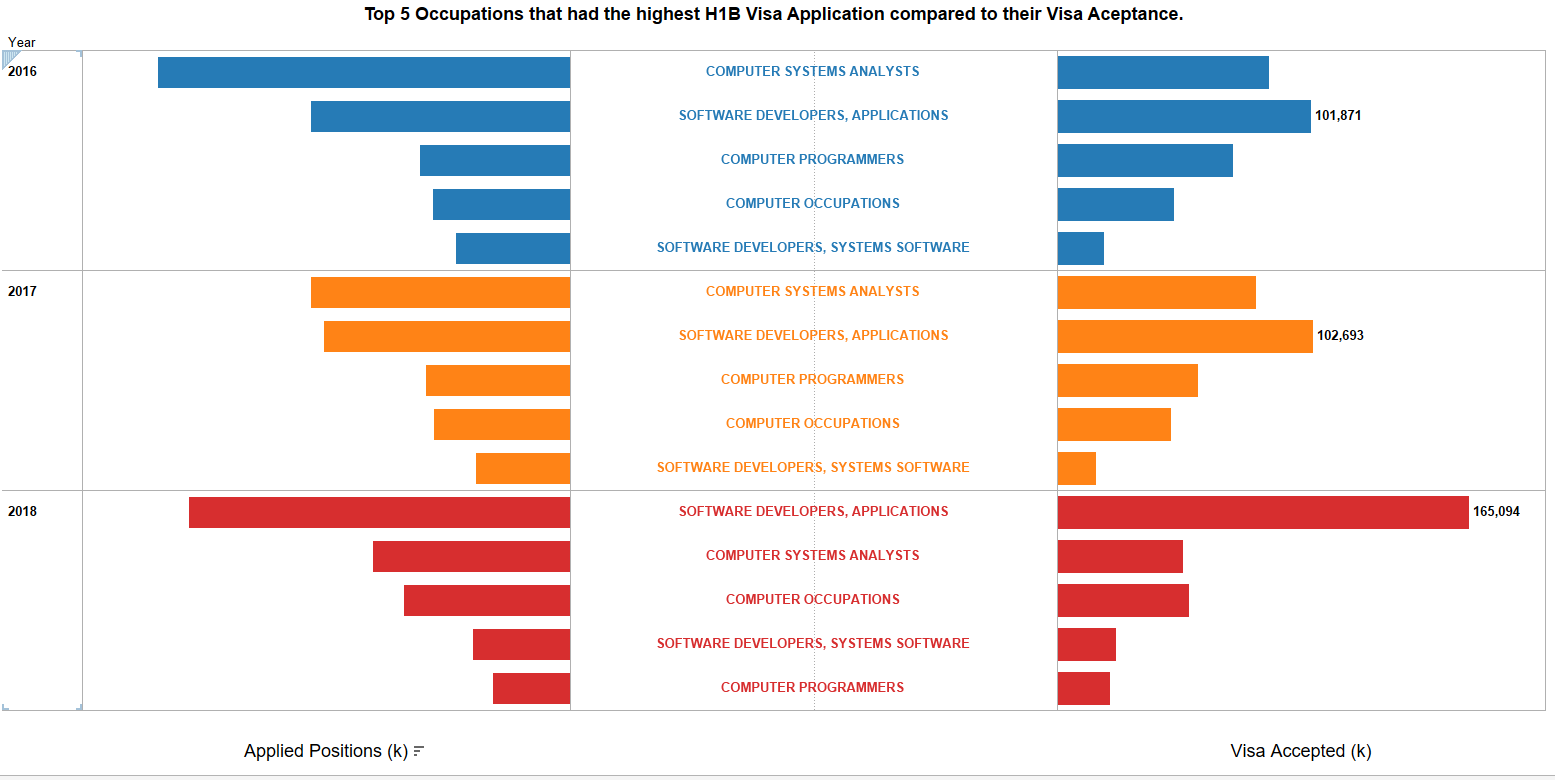 Top 5 Occupations that had the highest H1B Visa Application compared to their Visa Aceptance.
Year
2016
COMPUTER SYSTEMS ANALYSTS
SOFTWARE DEVELOPERS, APPLICATIONS 101,871
COMPUTER PROGRAMMERS
COMPUTER OCCUPATIONS
SOFTWARE DEVELOPERS, SYSTEMS SOFTWARE
2017
COMPUTER SYSTEMS ANALYSTS
SOFTWARE DEVELOPERS, APPLICATIONS 102,693
COMPUTER PROGRAMMERS
COMPUTER OCCUPATIONS
SOFTWARE DEVELOPERS, SYSTEMS SOFTWARE
2018
SOFTWARE DEVELOPERS, APPLICATIONS 165,094
COMPUTER SYSTEMS ANALYSTS
COMPUTER OCCUPATIONS
SOFTWARE DEVELOPERS, SYSTEMS SOFTWARE
COMPUTER PROGRAMMERS
Applied Positions (k)
Visa Accepted (k)